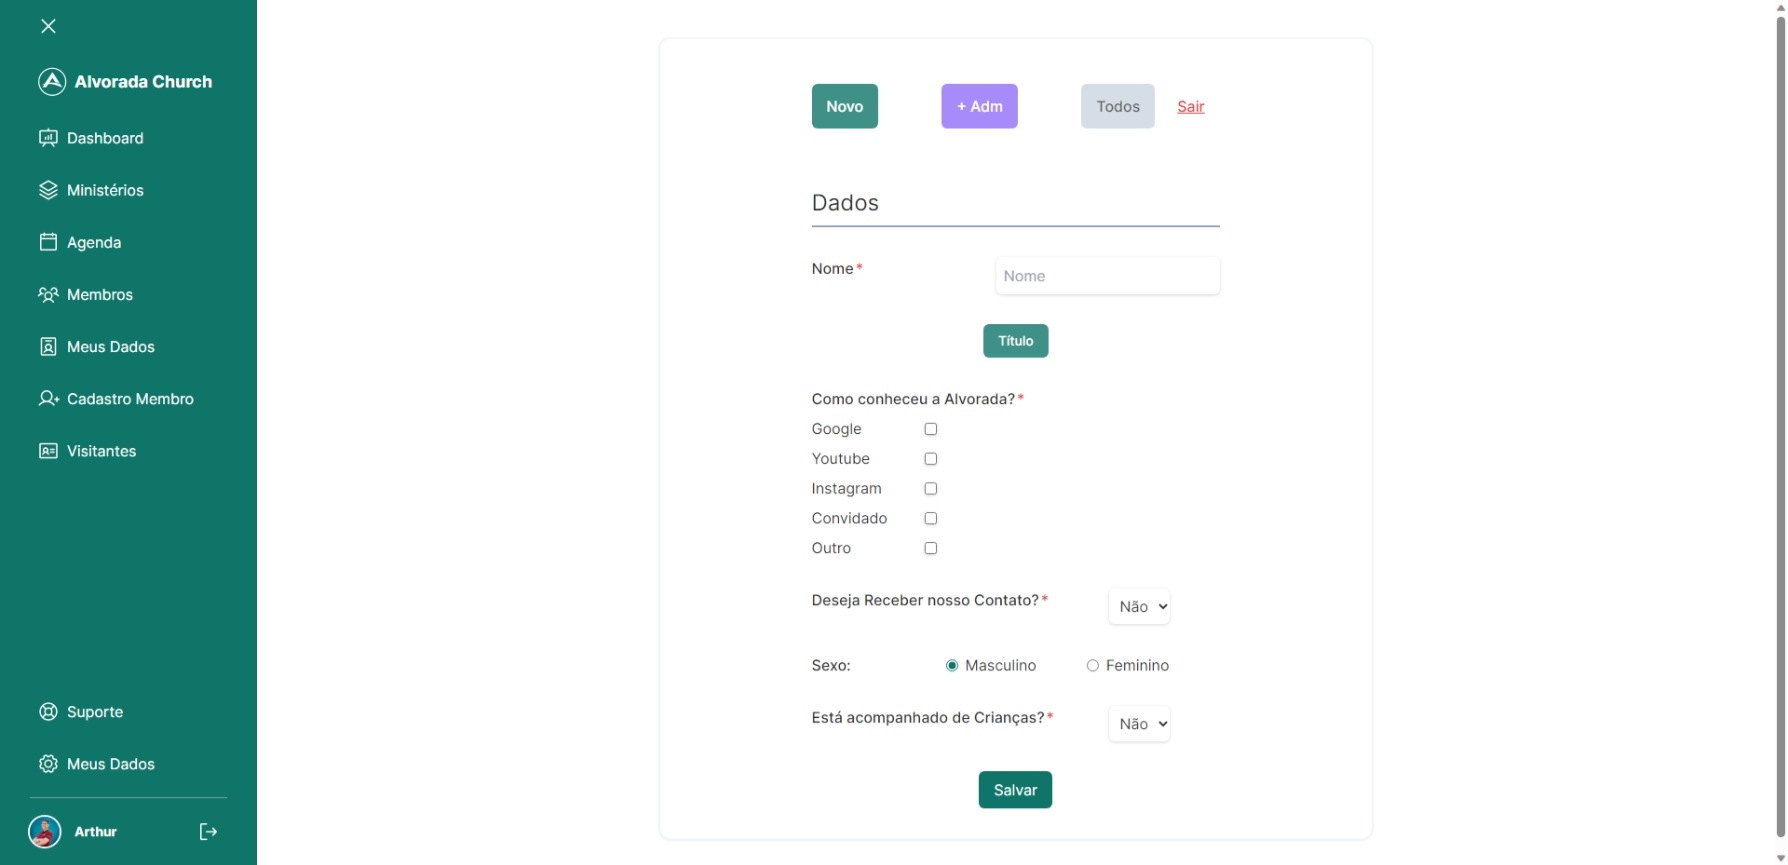 Alvorada Church
Dashboard
Ministérios
Agenda
Membros
Meus Dados
Cadastro Membro
Visitantes
Suporte
Meus Dados
Arthur
Novo
+ Adm
Todos
Sair
Dados
Nome*
Nome
Título
Como conheceu a Alvorada?*
Google
Youtube
Instagram
Convidado
Outro
Deseja Receber nosso Contato?*
Não
Sexo:
Masculino
Feminino
Está acompanhado de Crianças?*
Não
Salvar